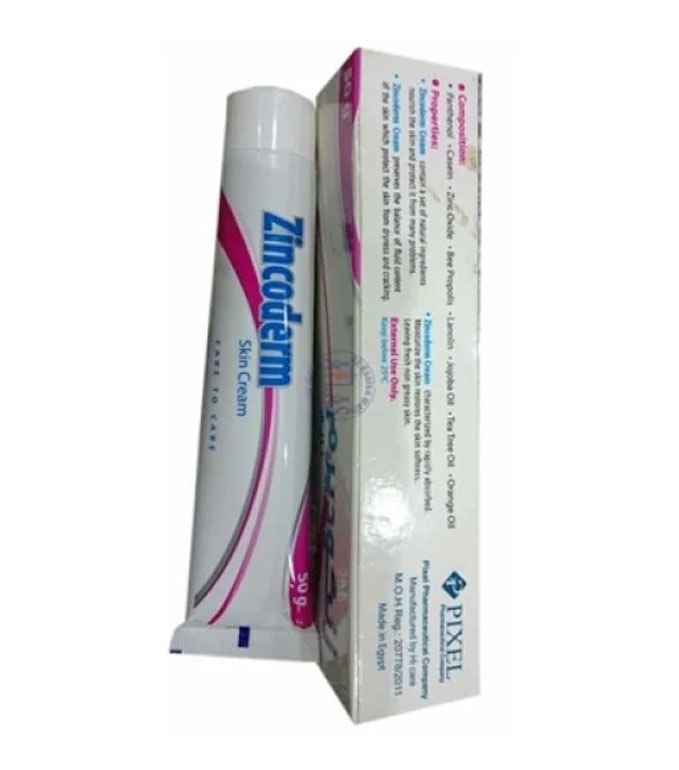 Zincoderm
Skin Cream
CARE TO CARE
50 g.
50 g
• Composition:
• Panthenol • Casein • Zinc Oxide • Bee Propolis • Lanolin • Jojoba Oil • Tea Tree Oil • Orange Oil
• Properties:
• Zincoderm Cream contain a set of natural ingredients
nourish the skin and protect it from many problems.
• Zincoderm Cream preserves the balance of fluid content
of the skin which protect the skin from dryness and cracking.
• Zincoderm Cream characterized by rapidly absorbed.
Moisturize the skin restores the skin softness..
Leaving fresh non greasy skin.
External Use Only.
Keep below 25°C
PIXEL
Pharmaceutical Company
Pixel Pharmaceutical Company
Manufactured by Hi care
M.O.H Reg.: 20778/2011
Made in Egypt